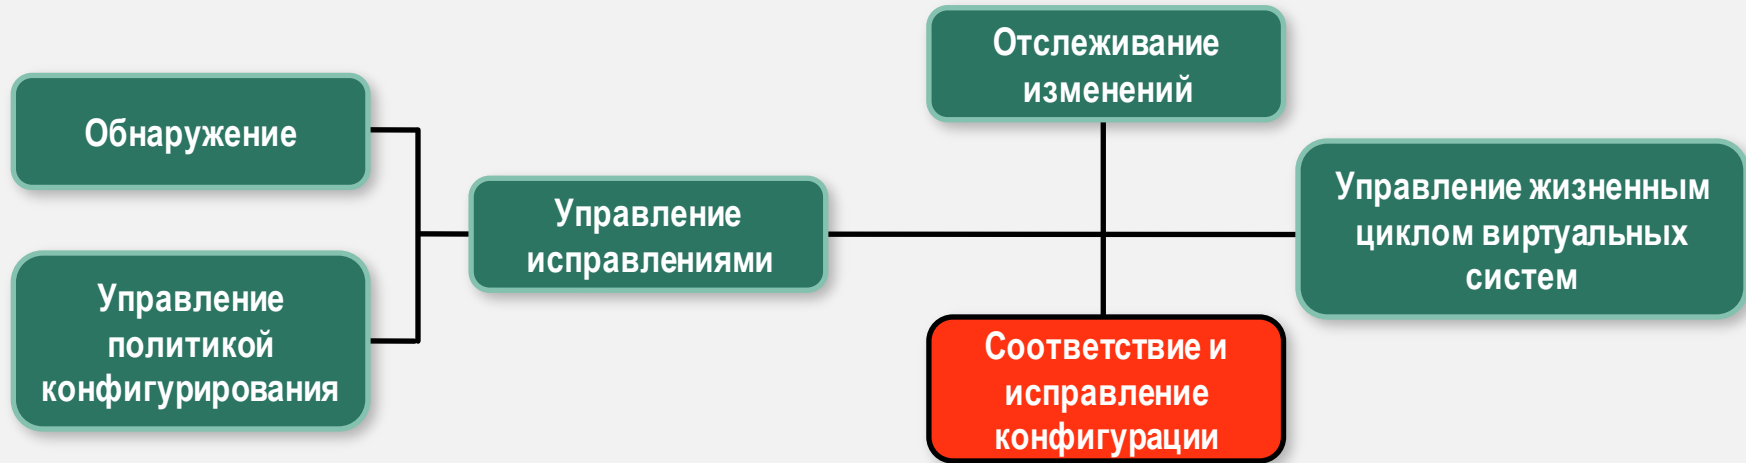 Обнаружение
Управление
политикой
конфигурирования
Управление
исправлениями
Отслеживание
изменений
Соответствие и
исправление
конфигурации
Управление жизненным
циклом виртуальных
систем